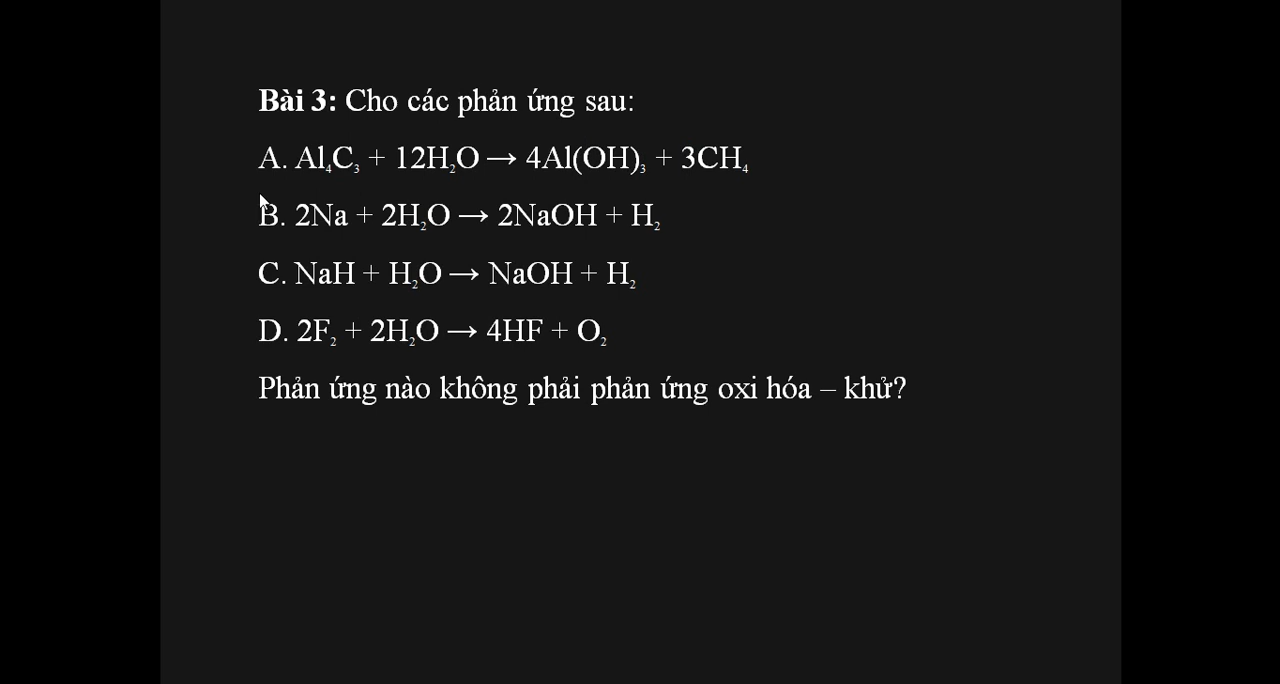 Bài 3: Cho các phản ứng sau:
A. Al₄C₃ + 12H₂O → 4Al(OH)₃ + 3CH₄
B. 2Na + 2H₂O → 2NaOH + H₂
C. NaH + H₂O → NaOH + H₂
D. 2F₂ + 2H₂O → 4HF + O₂
Phản ứng nào không phải phản ứng oxi hóa – khử?